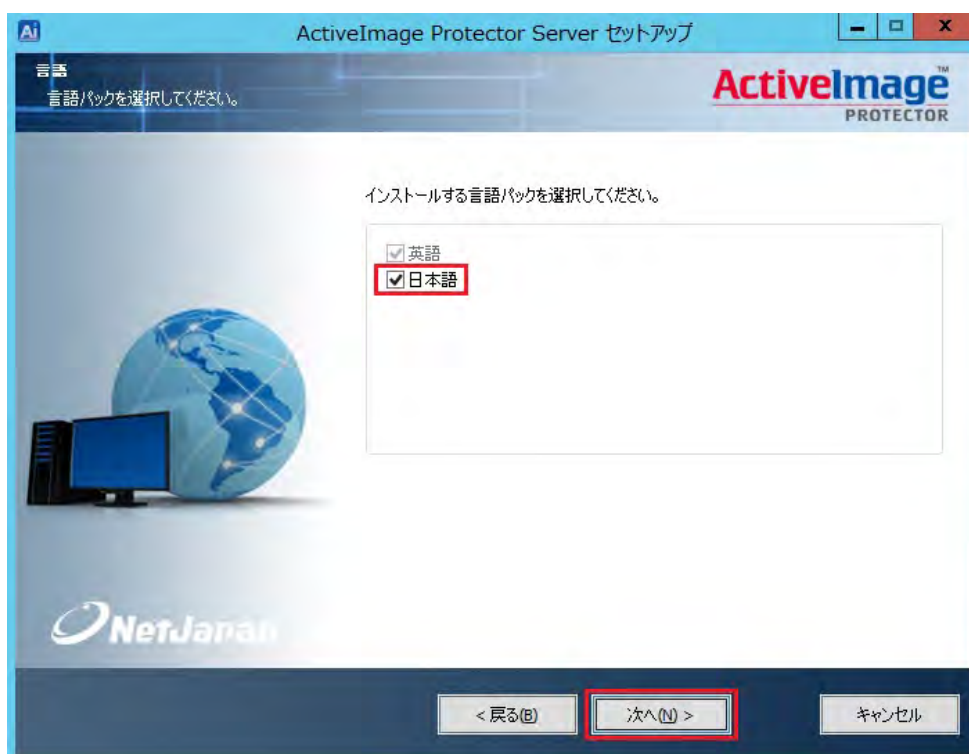 Ai
ActiveImage Protector Server セットアップ
言語
言語パックを選択してください。
ActiveImage™
PROTECTOR
インストールする言語パックを選択してください。
英語
日本語
NetJapan
< 戻る(B)
次へ(N) >
キャンセル